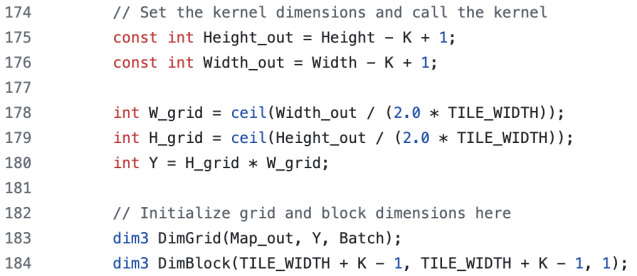 174 // Set the kernel dimensions and call the kernel
175 const int Height_out = Height - K + 1;
176 const int Width_out = Width - K + 1;
177
178 int W_grid = ceil(Width_out / (2.0 * TILE_WIDTH));
179 int H_grid = ceil(Height_out / (2.0 * TILE_WIDTH));
180 int Y = H_grid * W_grid;
181
182 // Initialize grid and block dimensions here
183 dim3 DimGrid(Map_out, Y, Batch);
184 dim3 DimBlock(TILE_WIDTH + K - 1, TILE_WIDTH + K - 1, 1);